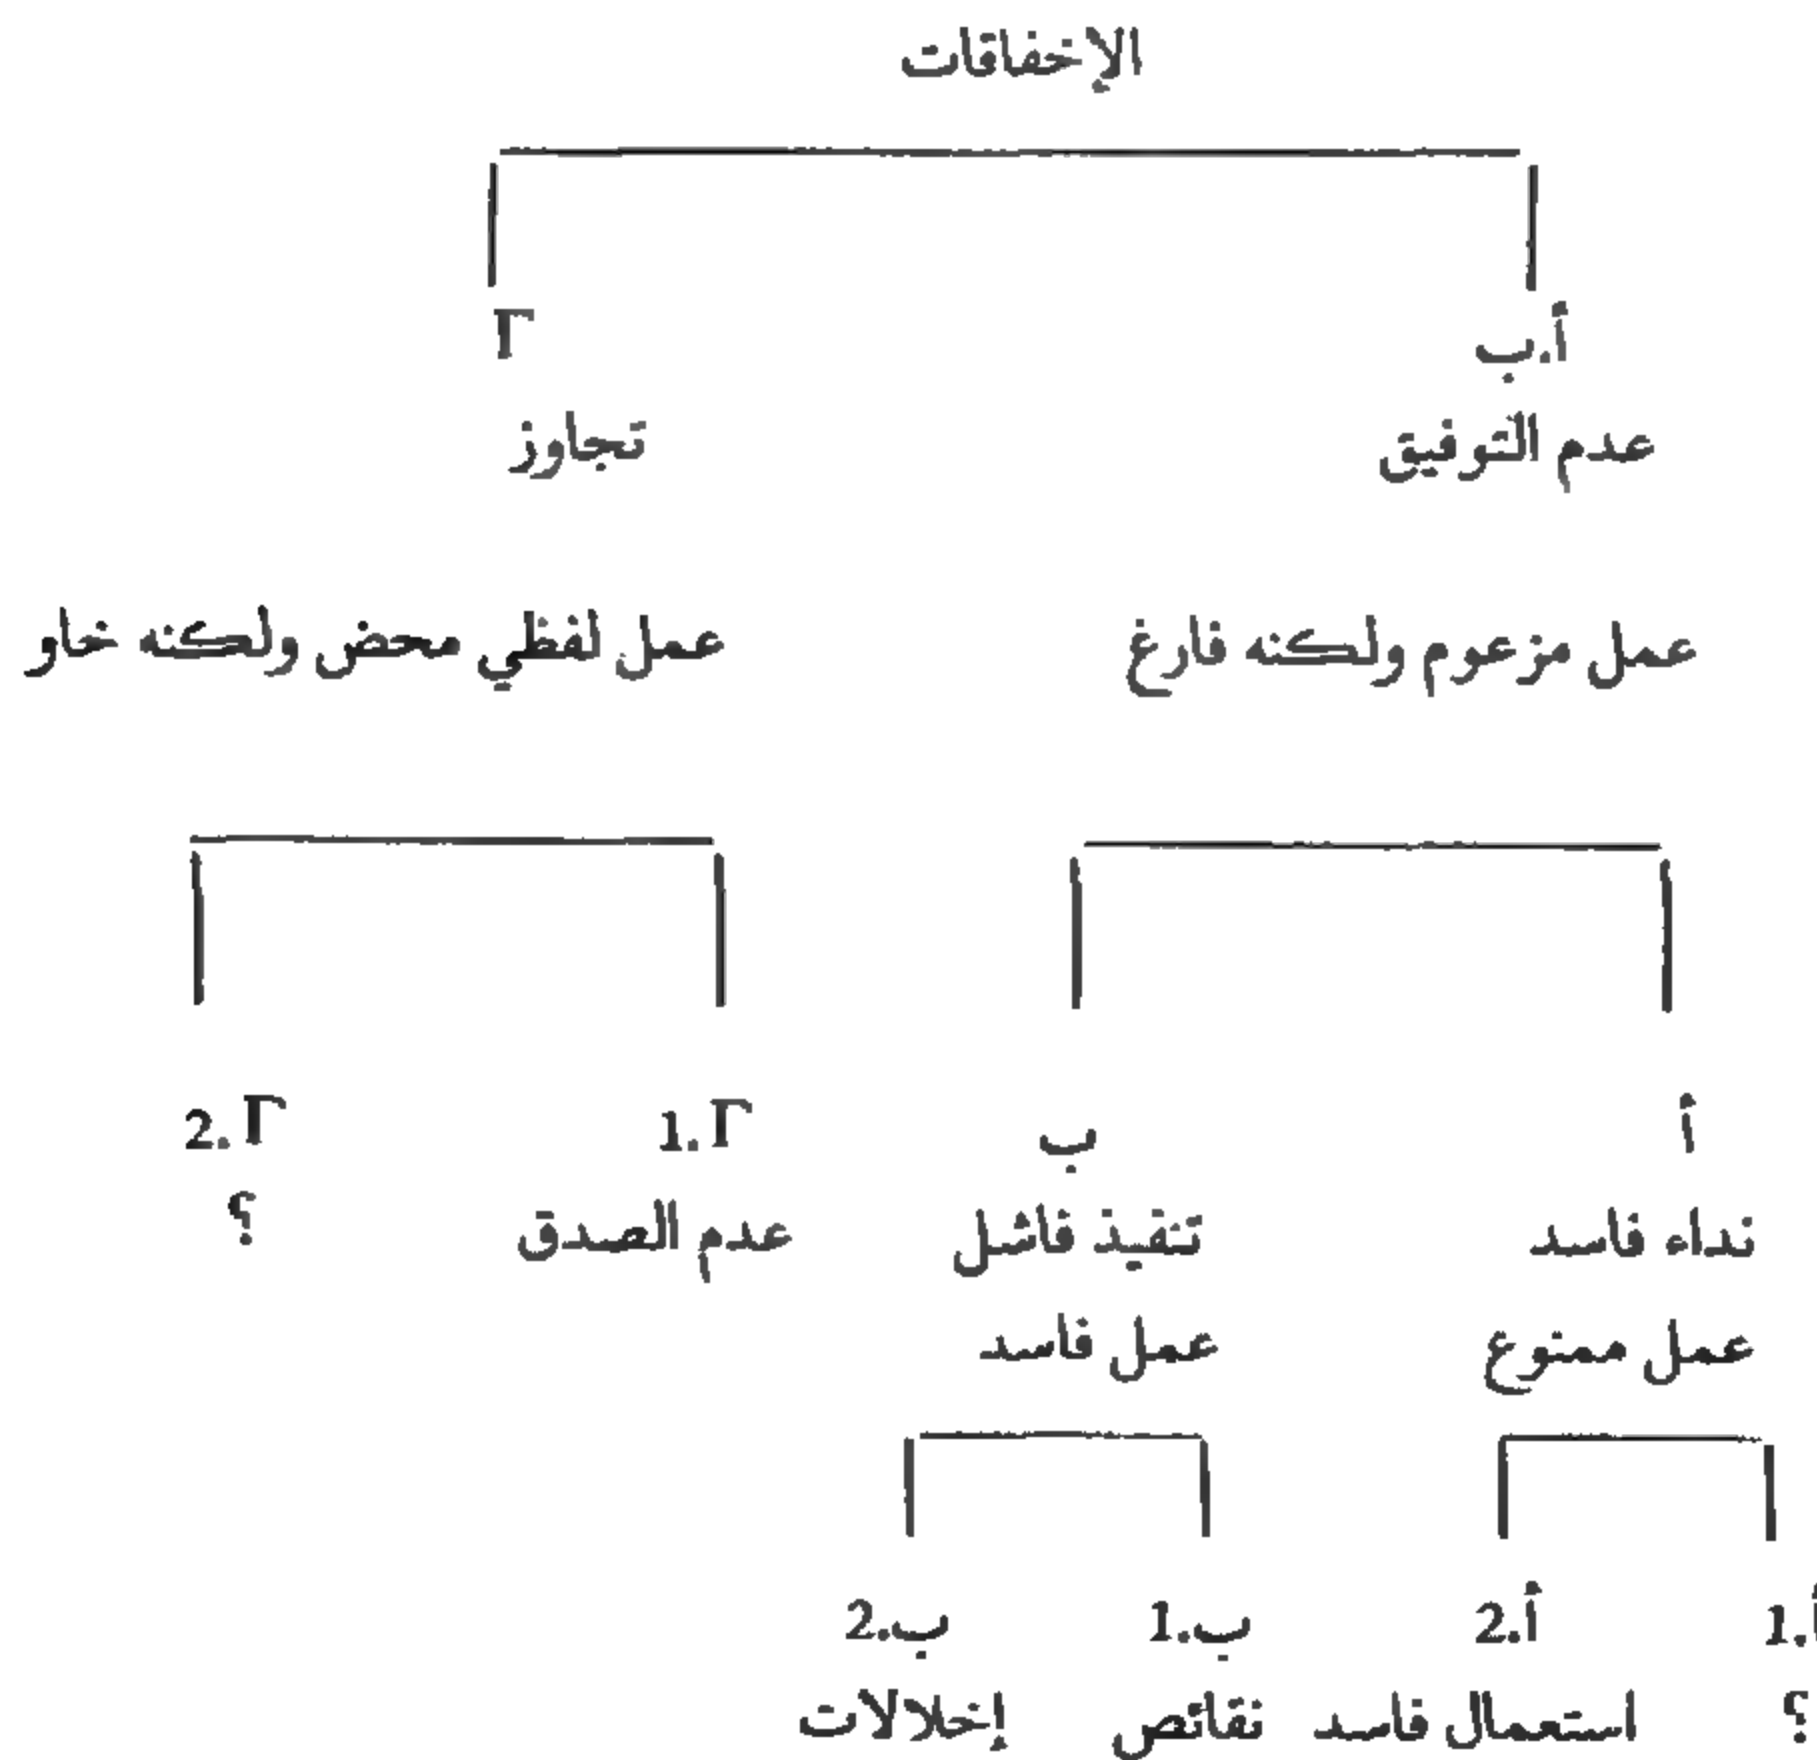 الإخفاقات
أ.ب Γ
عدم التوفيق تجاوز
عمل مزعوم ولكنه فارغ عمل لفظي محض ولكنه خاو
أ ب Γ.1 Γ.2
نداء فاسد تنفيذ فاشل عدم الصدق ؟
عمل ممنوع عمل فاسد
أ.1 أ.2 ب.1 ب.2
؟ استعمال فاسد نقائص إخلالات